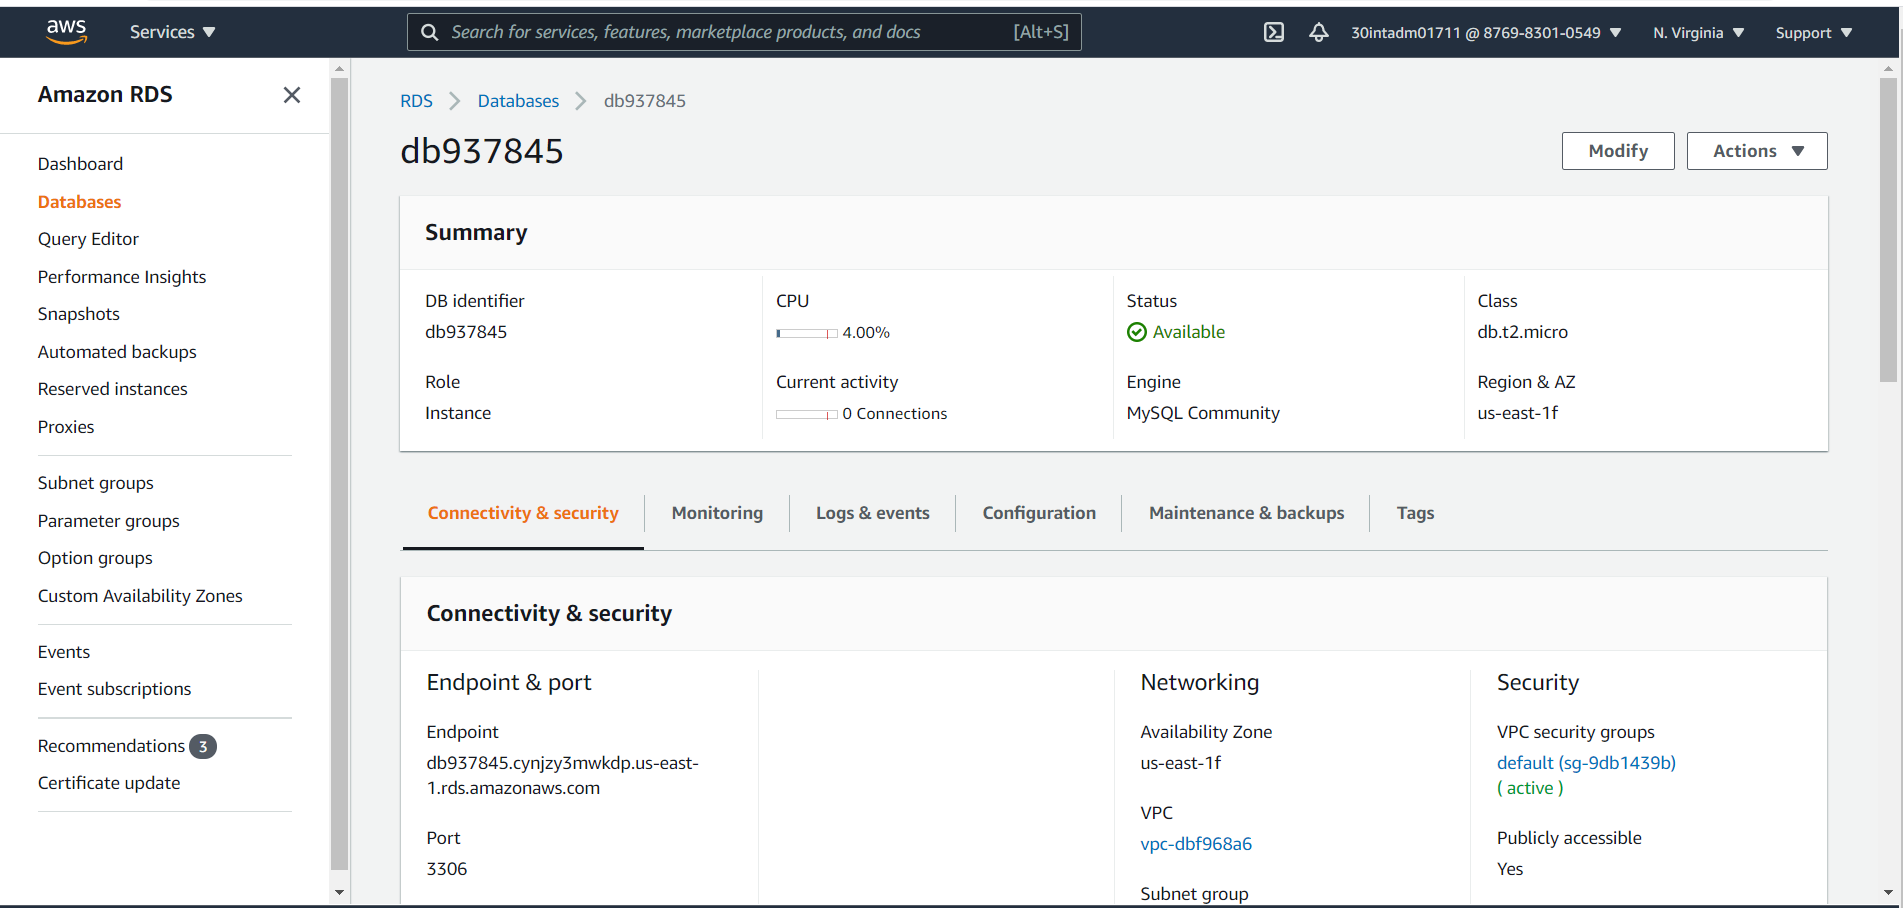 aws
Services
Search for services, features, marketplace products, and docs
[Alt+S]
30intadm01711 @ 8769-8301-0549
N. Virginia
Support
Amazon RDS
Dashboard
Databases
Query Editor
Performance Insights
Snapshots
Automated backups
Reserved instances
Proxies
Subnet groups
Parameter groups
Option groups
Custom Availability Zones
Events
Event subscriptions
Recommendations 3
Certificate update
RDS > Databases > db937845
db937845
Modify
Actions
Summary
DB identifier
db937845
CPU
4.00%
Status
Available
Class
db.t2.micro
Role
Instance
Current activity
0 Connections
Engine
MySQL Community
Region & AZ
us-east-1f
Connectivity & security
Monitoring
Logs & events
Configuration
Maintenance & backups
Tags
Connectivity & security
Endpoint & port
Endpoint
db937845.cynjzy3mwkdp.us-east-
1.rds.amazonaws.com
Port
3306
Networking
Availability Zone
us-east-1f
VPC
vpc-dbf968a6
Subnet group
Security
VPC security groups
default (sg-9db1439b)
( active )
Publicly accessible
Yes